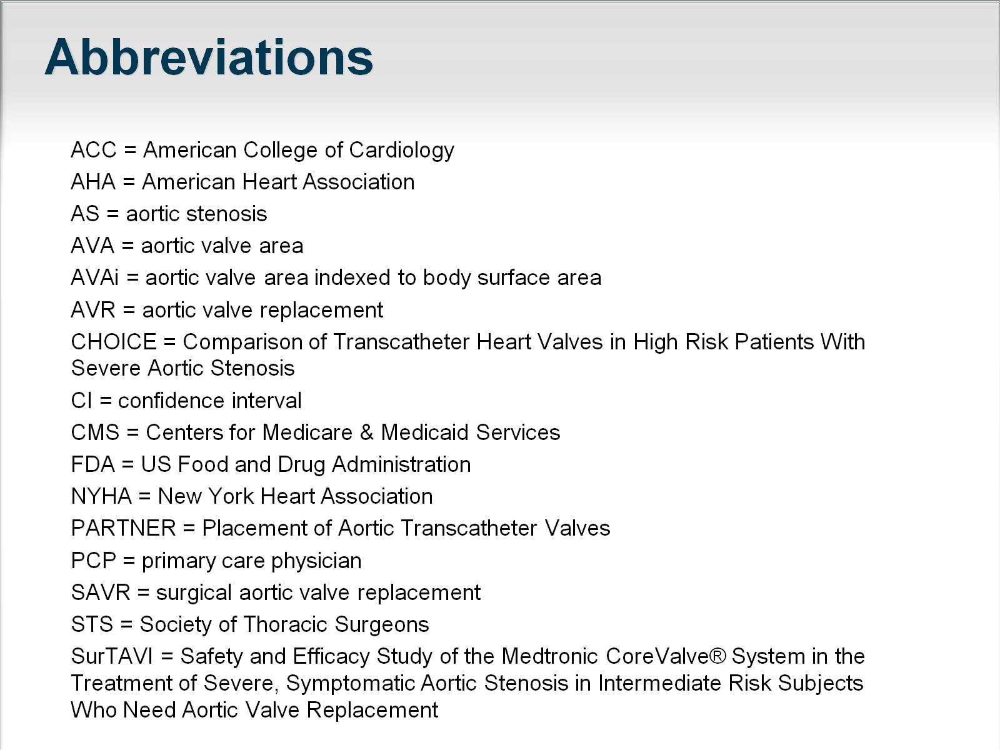 Abbreviations
ACC = American College of Cardiology
AHA = American Heart Association
AS = aortic stenosis
AVA = aortic valve area
AVAi = aortic valve area indexed to body surface area
AVR = aortic valve replacement
CHOICE = Comparison of Transcatheter Heart Valves in High Risk Patients With
Severe Aortic Stenosis
CI = confidence interval
CMS = Centers for Medicare & Medicaid Services
FDA = US Food and Drug Administration
NYHA = New York Heart Association
PARTNER = Placement of Aortic Transcatheter Valves
PCP = primary care physician
SAVR = surgical aortic valve replacement
STS = Society of Thoracic Surgeons
SurTAVI = Safety and Efficacy Study of the Medtronic CoreValve® System in the
Treatment of Severe, Symptomatic Aortic Stenosis in Intermediate Risk Subjects
Who Need Aortic Valve Replacement